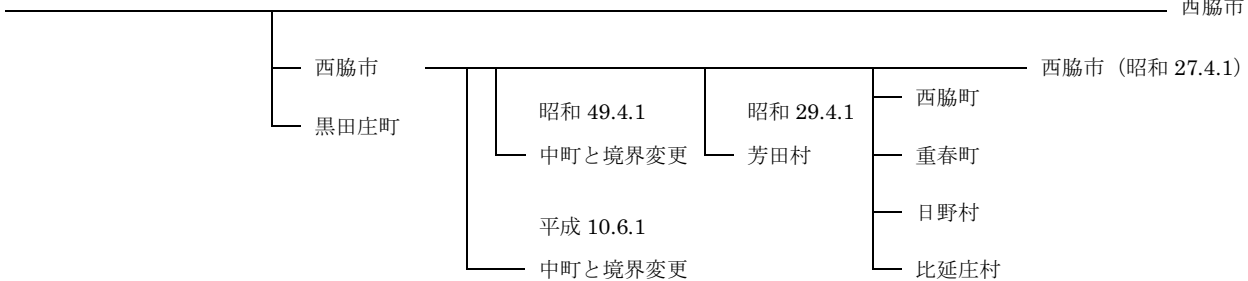 西脇市
西脇市
西脇市（昭和 27.4.1）
西脇町
昭和 49.4.1
昭和 29.4.1
黒田庄町
中町と境界変更
芳田村
重春町
日野村
平成 10.6.1
中町と境界変更
比延庄村